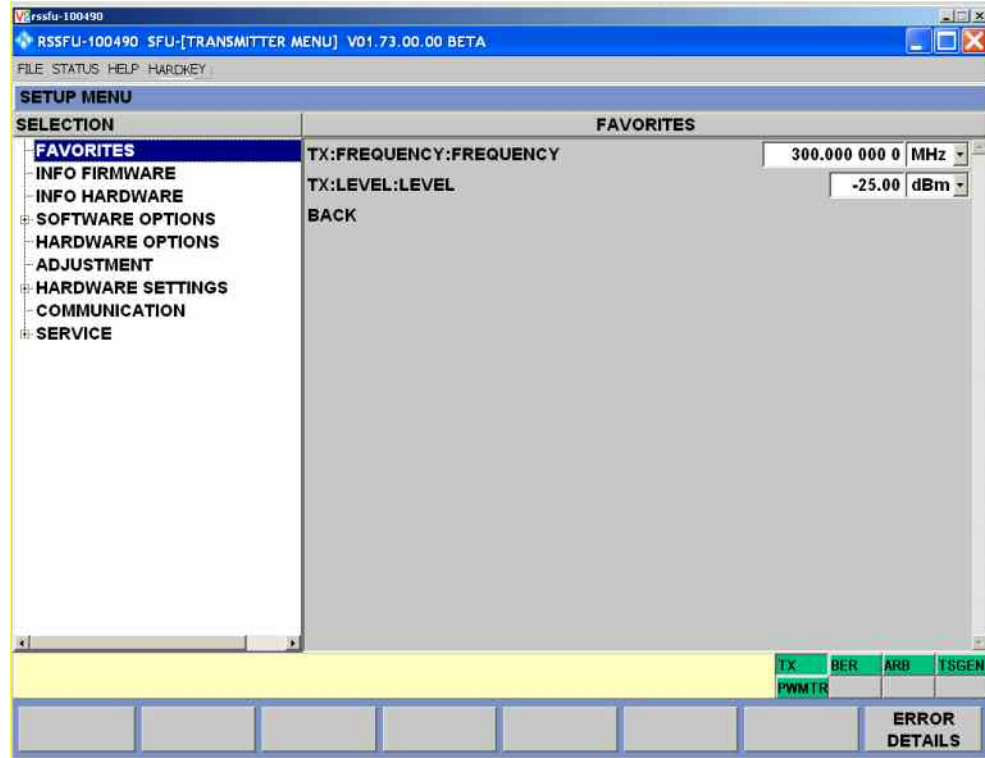 rssfu-100490
RSSFU-100490 SFU-[TRANSMITTER MENU] V01.73.00.00 BETA
FILE STATUS HELP HARDKEY
SETUP MENU
SELECTION
FAVORITES
FAVORITES
INFO FIRMWARE
INFO HARDWARE
SOFTWARE OPTIONS
HARDWARE OPTIONS
ADJUSTMENT
HARDWARE SETTINGS
COMMUNICATION
SERVICE
TX:FREQUENCY:FREQUENCY 300.000 000 0 MHz
TX:LEVEL:LEVEL -25.00 dBm
BACK
TX BER ARB TSGEN
PWMTR
ERROR
DETAILS